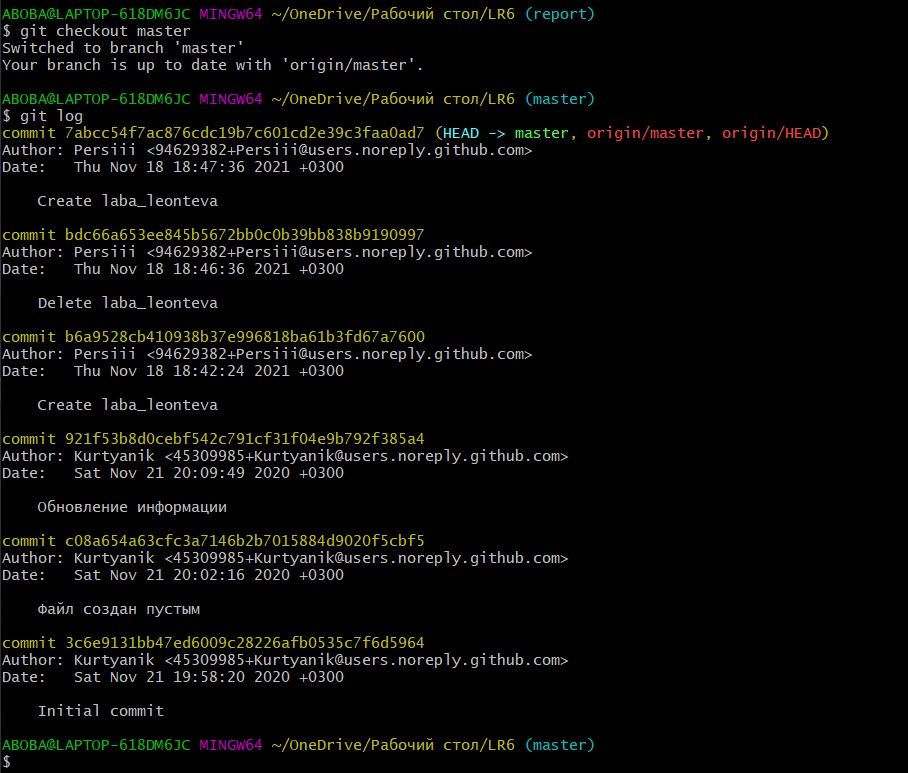 ABOBA@LAPTOP-618DM6JC MINGW64 ~/OneDrive/Рабочий стол/LR6 (report)
$ git checkout master
Switched to branch 'master'
Your branch is up to date with 'origin/master'.
ABOBA@LAPTOP-618DM6JC MINGW64 ~/OneDrive/Рабочий стол/LR6 (master)
$ git log
commit 7abcc54f7ac876cdc19b7c601cd2e39c3faa0ad7 (HEAD -> master, origin/master, origin/HEAD)
Author: Persiii <94629382+Persiii@users.noreply.github.com>
Date:   Thu Nov 18 18:47:36 2021 +0300
Create laba_leonteva
commit bdc66a653ee845b5672bb0c0b39bb838b9190997
Author: Persiii <94629382+Persiii@users.noreply.github.com>
Date:   Thu Nov 18 18:46:36 2021 +0300
Delete laba_leonteva
commit b6a9528cb410938b37e996818ba61b3fd67a7600
Author: Persiii <94629382+Persiii@users.noreply.github.com>
Date:   Thu Nov 18 18:42:24 2021 +0300
Create laba_leonteva
commit 921f53b8d0cebf542c791cf31f04e9b792f385a4
Author: Kurtyanik <45309985+Kurtyanik@users.noreply.github.com>
Date:   Sat Nov 21 20:09:49 2020 +0300
Обновление информации
commit c08a654a63cfc3a7146b2b7015884d9020f5cbf5
Author: Kurtyanik <45309985+Kurtyanik@users.noreply.github.com>
Date:   Sat Nov 21 20:02:16 2020 +0300
Файл создан пустым
commit 3c6e9131bb47ed6009c28226afb0535c7f6d5964
Author: Kurtyanik <45309985+Kurtyanik@users.noreply.github.com>
Date:   Sat Nov 21 19:58:20 2020 +0300
Initial commit
ABOBA@LAPTOP-618DM6JC MINGW64 ~/OneDrive/Рабочий стол/LR6 (master)
$